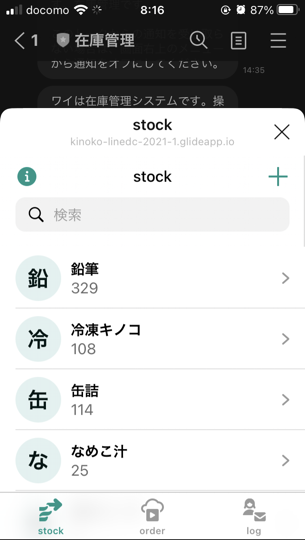 docomo 8:16 87%
1 在庫管理
から通知をオフにしてください。
14:35
ワイは在庫管理システムです。操
stock
kinoko-linedc-2021-1.glideapp.io
stock
検索
鉛
鉛筆
329
冷
冷凍キノコ
108
缶
缶詰
114
な
なめこ汁
25
stock order log